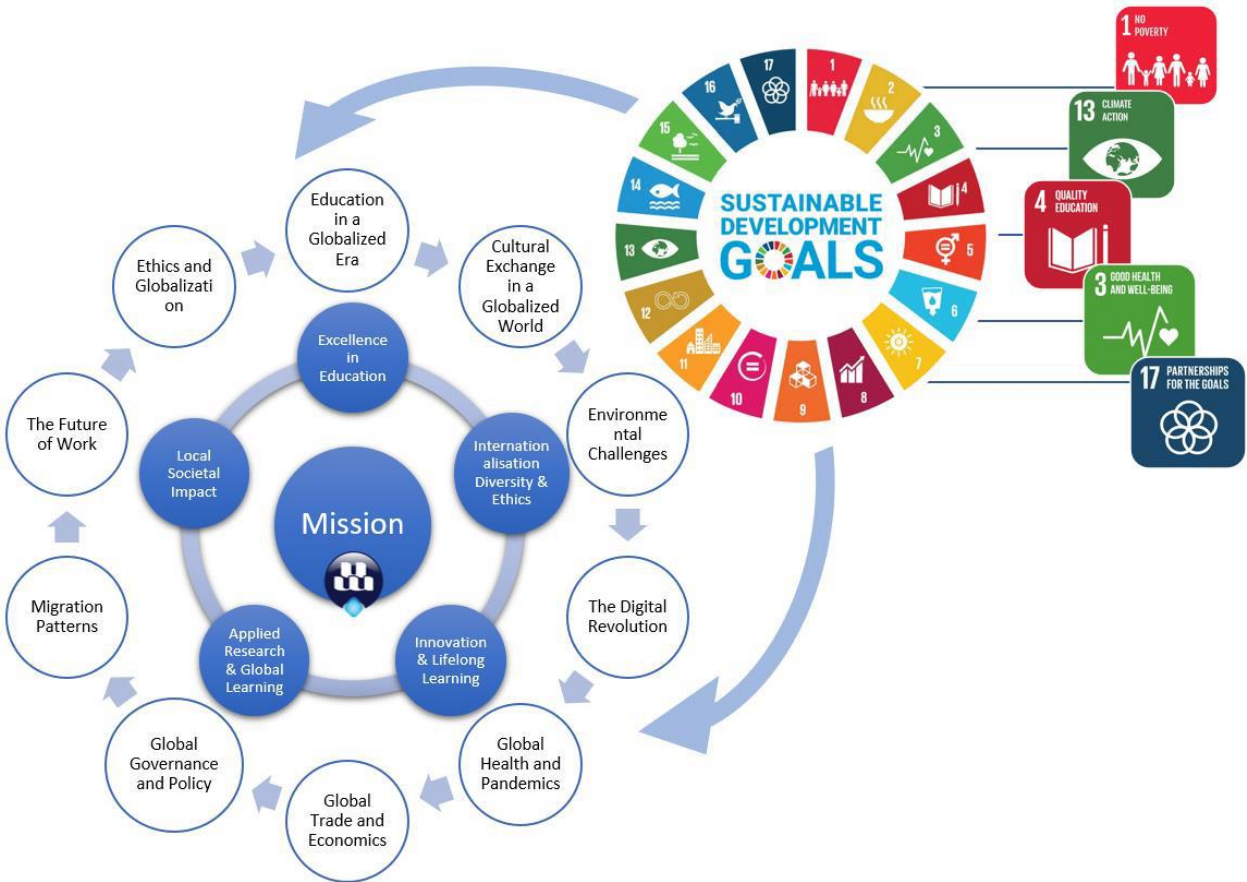 Education
in a
Globalized
Era
Cultural
Exchange
in a
Globalized
World
Environme
ntal
Challenges
The Digital
Revolution
Global
Health and
Pandemics
Global
Trade and
Economics
Global
Governance
and Policy
Migration
Patterns
The Future
of Work
Ethics and
Globalizati
on
Excellence
in
Education
Internation
alisation
Diversity &
Ethics
Innovation
& Lifelong
Learning
Applied
Research
& Global
Learning
Local
Societal
Impact
Mission
SUSTAINABLE
DEVELOPMENT
GOALS
1
2
3
4
5
6
7
8
9
10
11
12
13
14
15
16
17
1 NO
POVERTY
13 CLIMATE
ACTION
4 QUALITY
EDUCATION
3 GOOD HEALTH
AND WELL-BEING
17 PARTNERSHIPS
FOR THE GOALS